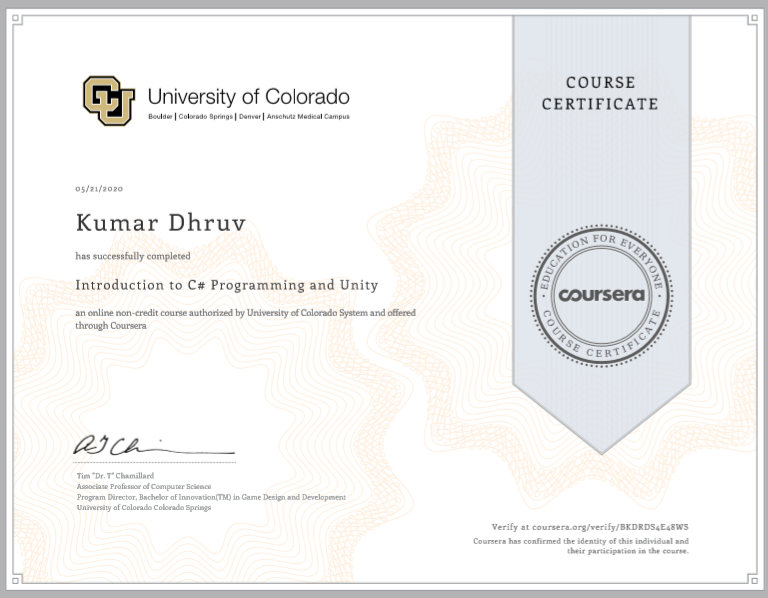 CU
University of Colorado
Boulder | Colorado Springs | Denver | Anschutz Medical Campus
COURSE
CERTIFICATE
05/21/2020
Kumar Dhruv
has successfully completed
Introduction to C# Programming and Unity
an online non-credit course authorized by University of Colorado System and offered
through Coursera
EDUCATION FOR EVERYONE
coursera
COURSE CERTIFICATE
Tim "Dr. T" Chamillard
Associate Professor of Computer Science
Program Director, Bachelor of Innovation(TM) in Game Design and Development
University of Colorado Colorado Springs
Verify at coursera.org/verify/BKDRDS4E48WS
Coursera has confirmed the identity of this individual and
their participation in the course.